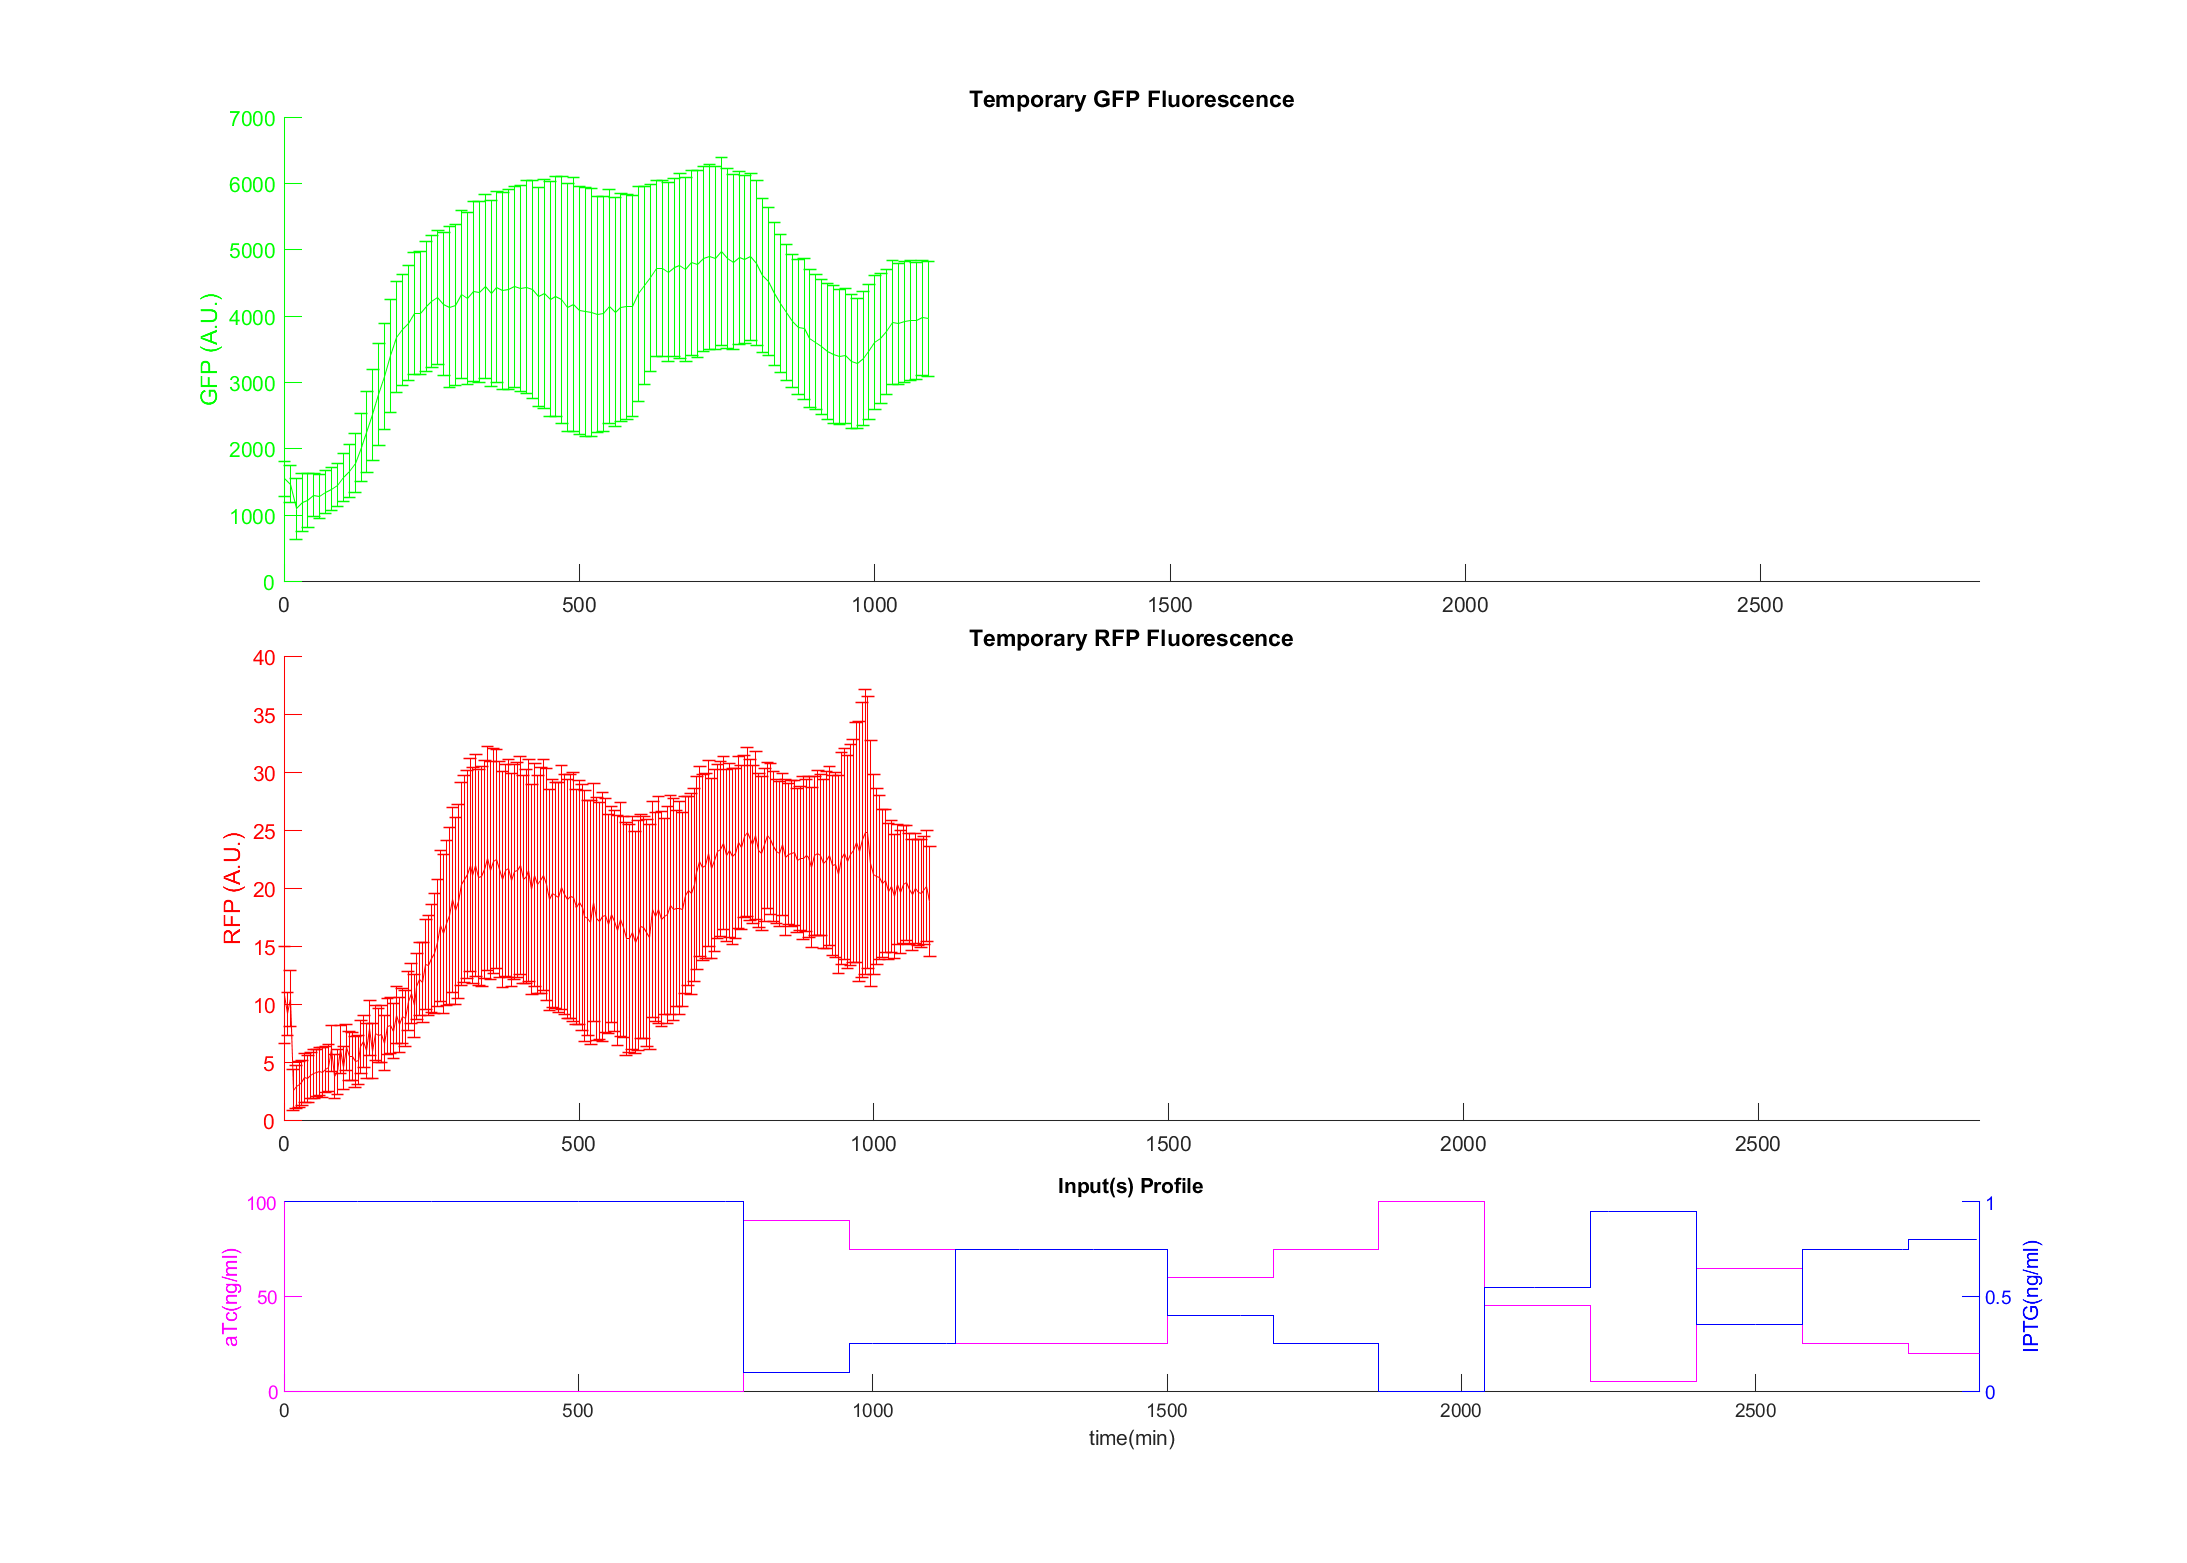 Temporary GFP Fluorescence
7000
6000
5000
4000
3000
2000
1000
0
GFP (A.U.)
0 500 1000 1500 2000 2500
Temporary RFP Fluorescence
40
35
30
25
20
15
10
5
0
RFP (A.U.)
0 500 1000 1500 2000 2500
Input(s) Profile
100
50
0
aTc(ng/ml)
1
0.5
0
IPTG(ng/ml)
0 500 1000 1500 2000 2500
time(min)